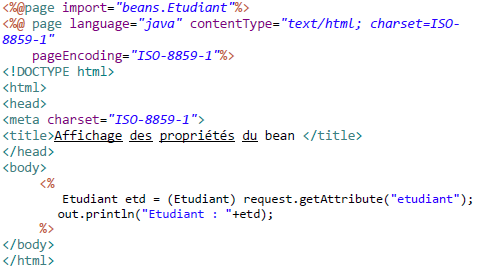 <%@page import="beans.Etudiant"%>
<%@ page language="java" contentType="text/html; charset=ISO-
8859-1"
    pageEncoding="ISO-8859-1"%>
<!DOCTYPE html>
<html>
<head>
<meta charset="ISO-8859-1">
<title>Affichage des propriétés du bean </title>
</head>
<body>
     <%
        Etudiant etd = (Etudiant) request.getAttribute("etudiant");
       out.println("Etudiant : "+etd);
     %>
</body>
</html>